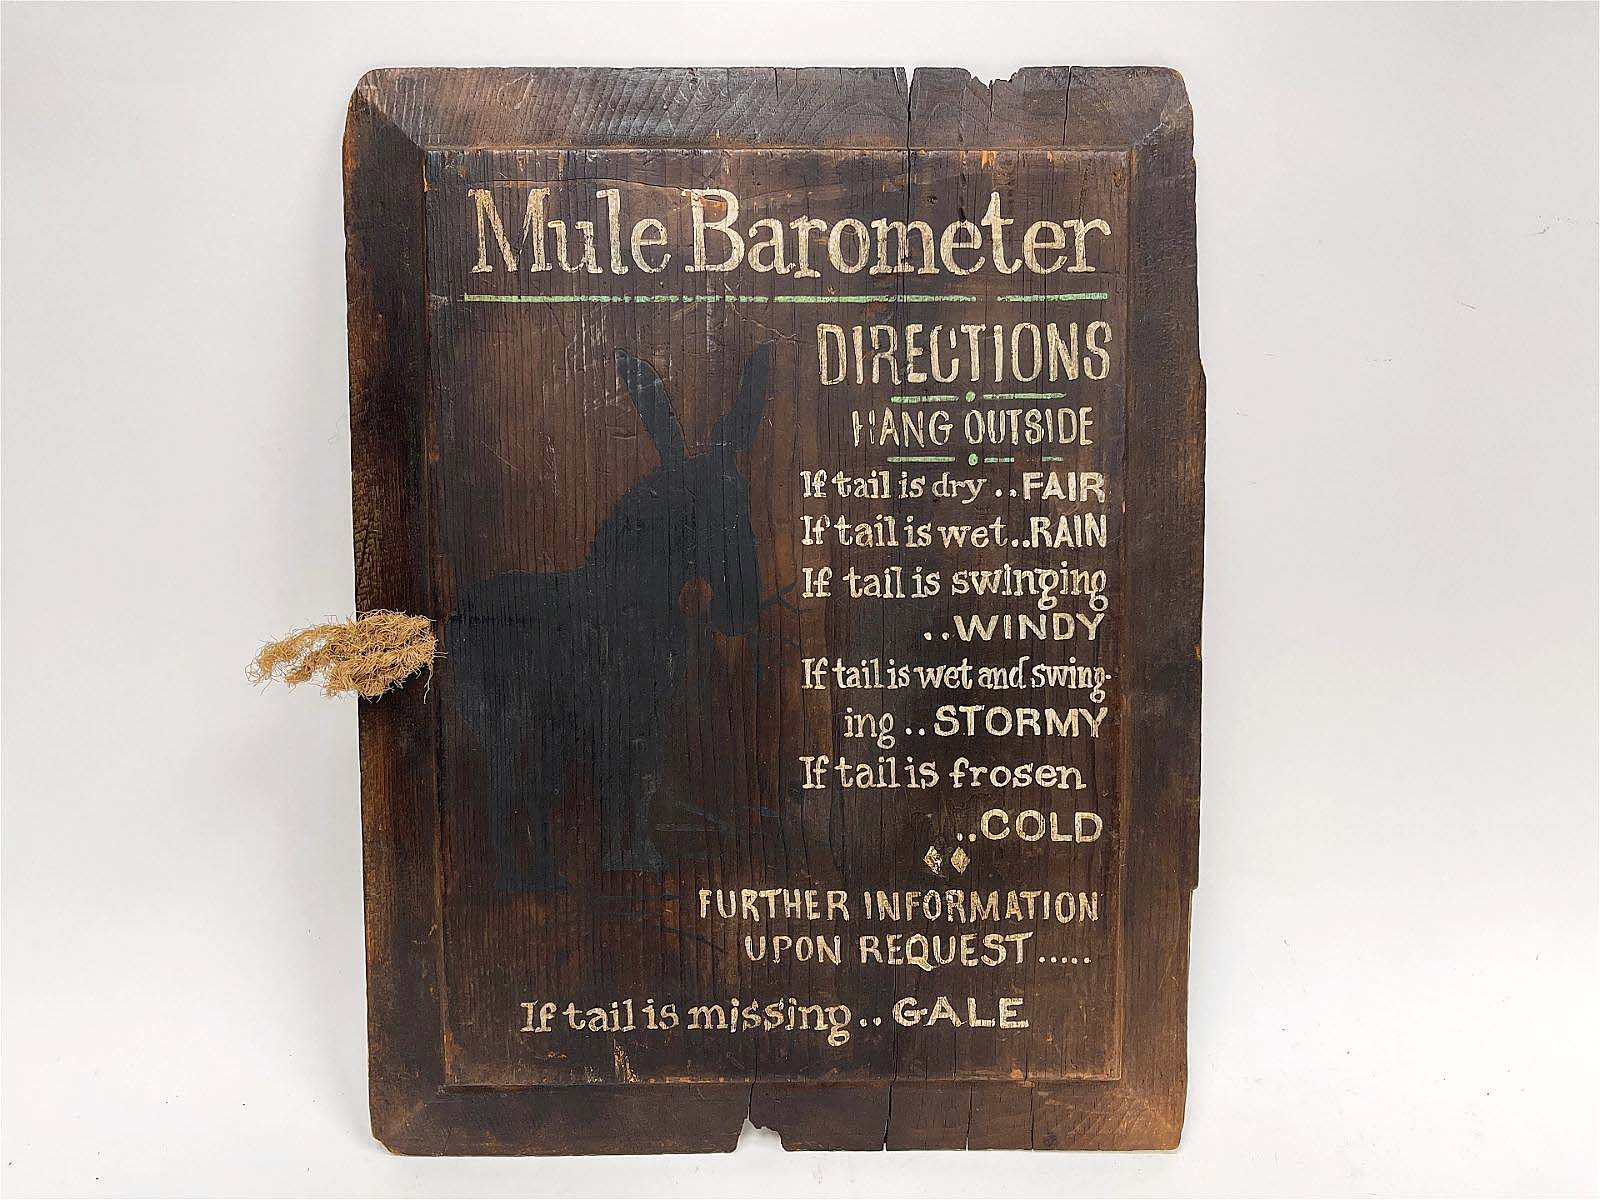 Mule Barometer
DIRECTIONS
HANG OUTSIDE
If tail is dry..FAIR
If tail is wet..RAIN
If tail is swinging
..WINDY
If tail is wet and swing-
ing..STORMY
If tail is frosen
..COLD
FURTHER INFORMATION
UPON REQUEST.....
If tail is missing..GALE